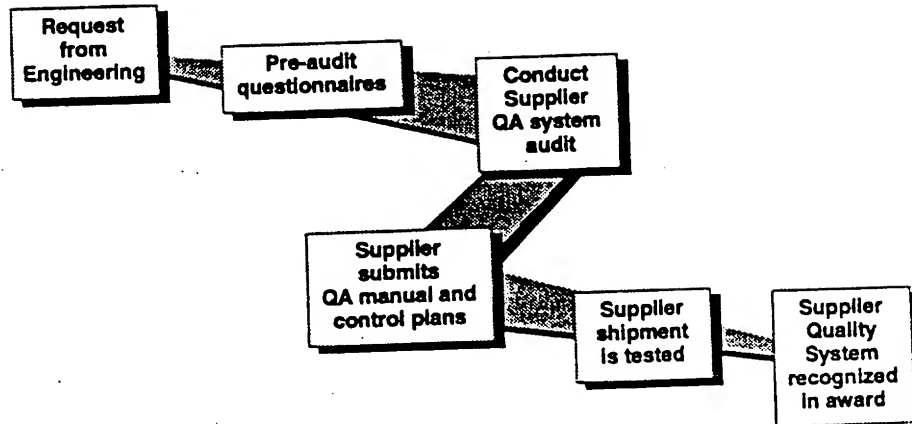 Request
from
Engineering
Pre-audit
questionnaires
Conduct
Supplier
QA system
audit
Supplier
submits
QA manual and
control plans
Supplier
shipment
is tested
Supplier
Quality
System
recognized
in award